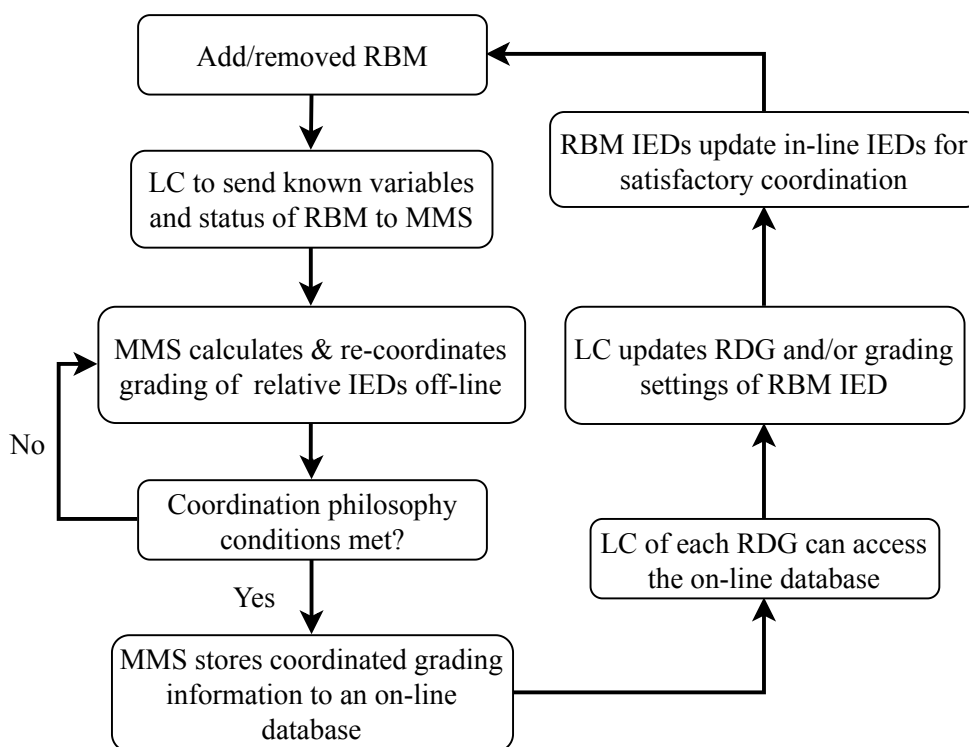 Add/removed RBM
LC to send known variables
and status of RBM to MMS
MMS calculates & re-coordinates
grading of relative IEDs off-line
No
Coordination philosophy
conditions met?
Yes
MMS stores coordinated grading
information to an on-line
database
LC of each RDG can access
the on-line database
LC updates RDG and/or grading
settings of RBM IED
RBM IEDs update in-line IEDs for
satisfactory coordination